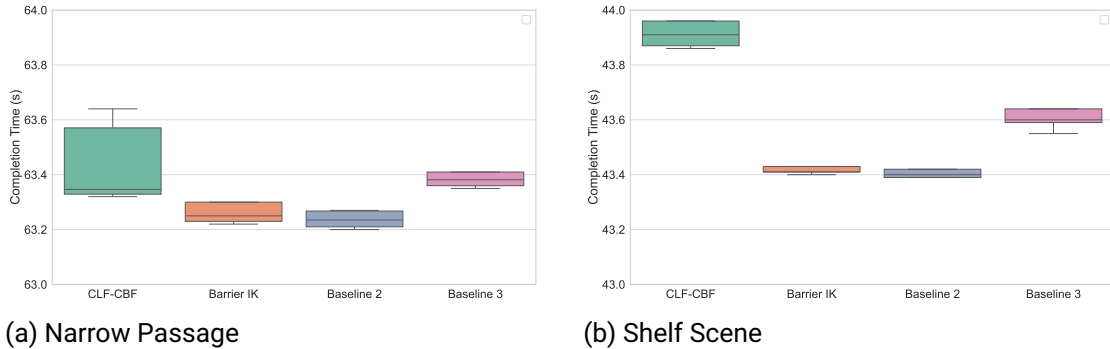 64.0
63.8
63.6
63.4
63.2
63.0
Completion Time (s)
CLF-CBF Barrier IK Baseline 2 Baseline 3
(a) Narrow Passage
44.0
43.8
43.6
43.4
43.2
43.0
Completion Time (s)
CLF-CBF Barrier IK Baseline 2 Baseline 3
(b) Shelf Scene